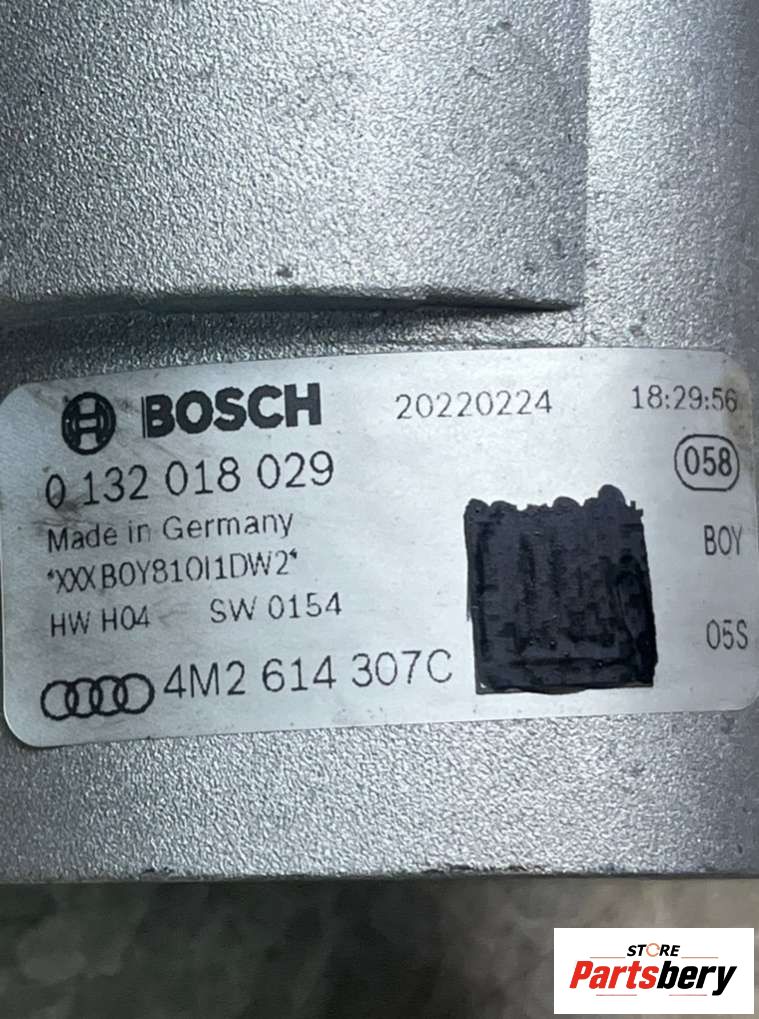 BOSCH 20220224 18:29:56
0 132 018 029 058
Made in Germany BOY
*XXXBOY810I1DW2*
HW H04 SW 0154 05S
4M2 614 307C
STORE
Partsbery